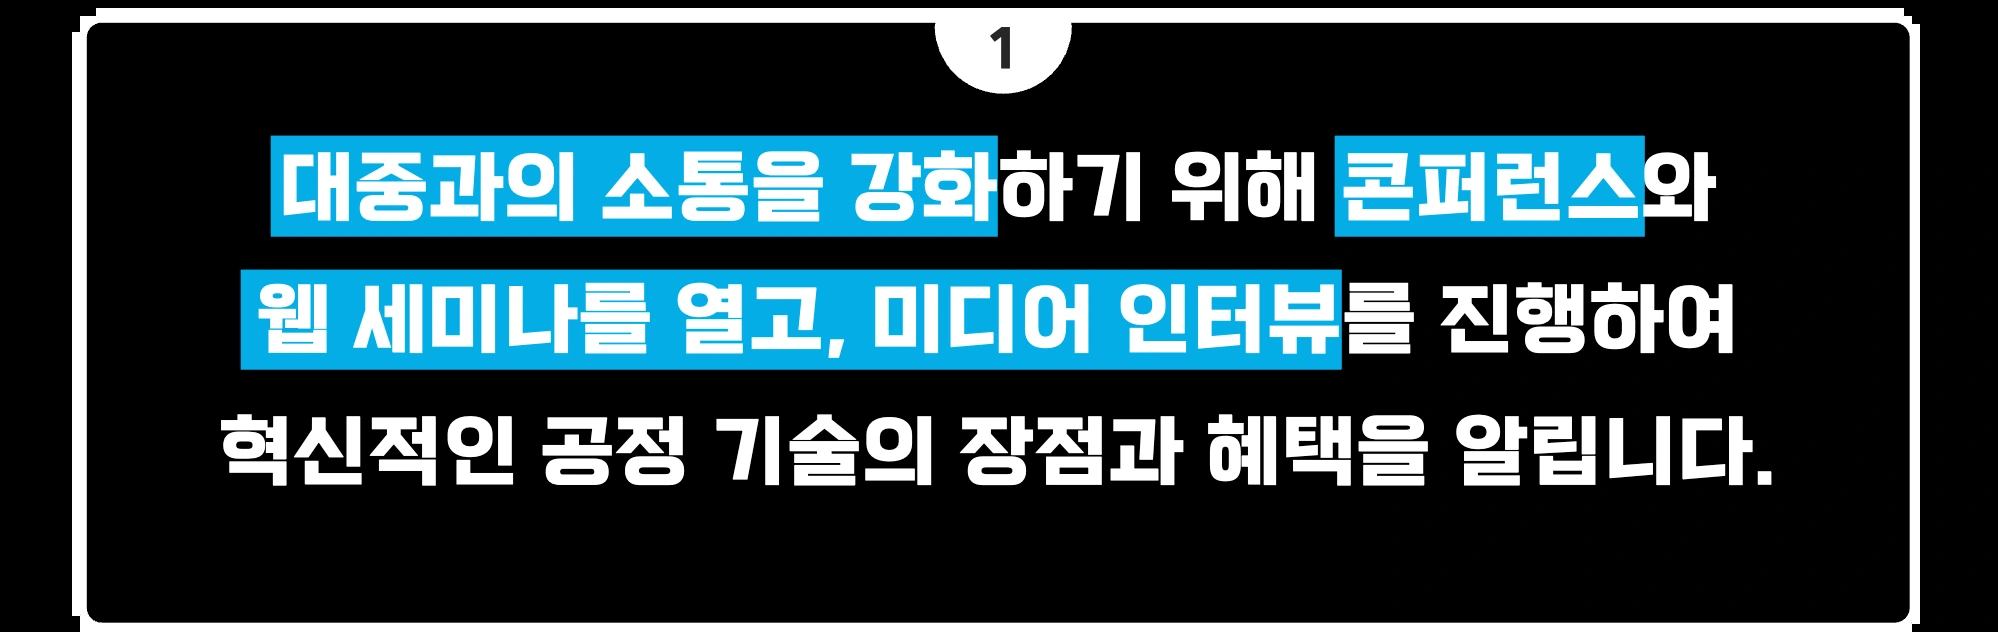 1
대중과의 소통을 강화하기 위해 콘퍼런스와
웹 세미나를 열고, 미디어 인터뷰를 진행하여
혁신적인 공정 기술의 장점과 혜택을 알립니다.